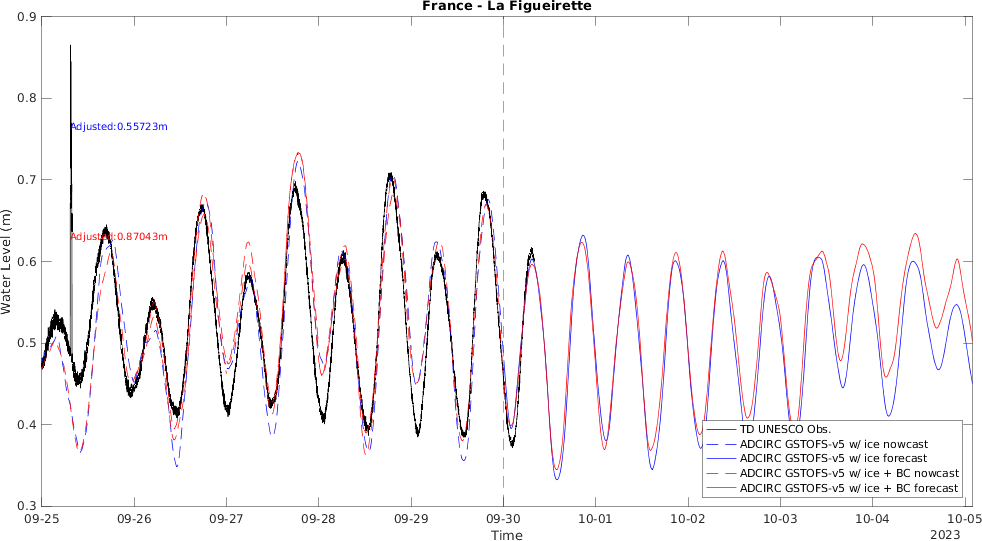 France - La Figueirette
Water Level (m)
0.9
0.8
0.7
0.6
0.5
0.4
0.3
Adjusted:0.55723m
Adjusted:0.87043m
TD UNESCO Obs.
ADCIRC GSTOFS-v5 w/ ice nowcast
ADCIRC GSTOFS-v5 w/ ice forecast
ADCIRC GSTOFS-v5 w/ ice + BC nowcast
ADCIRC GSTOFS-v5 w/ ice + BC forecast
09-25 09-26 09-27 09-28 09-29 09-30 10-01 10-02 10-03 10-04 10-05
Time
2023